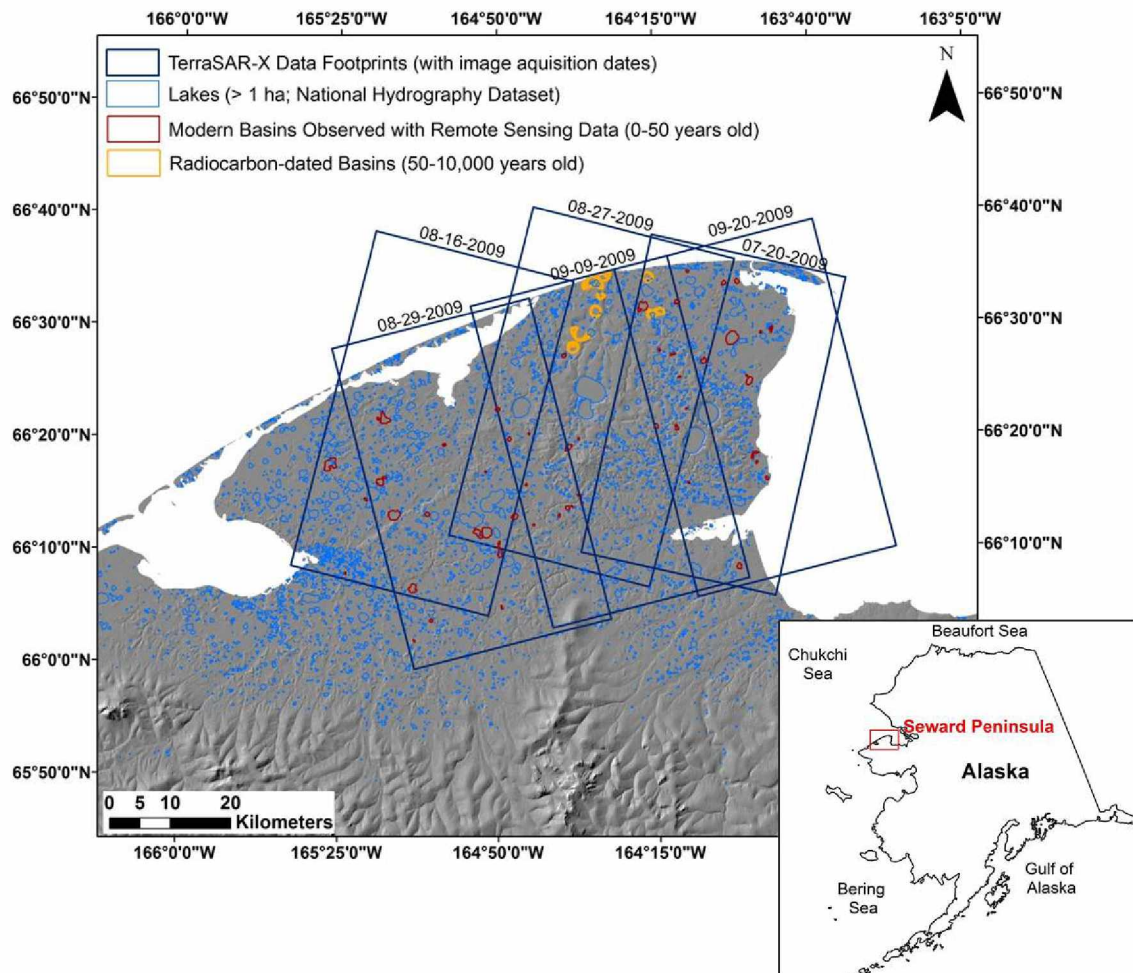 166°0'0"W 165°25'0"W 164°50'0"W 164°15'0"W 163°40'0"W 163°5'0"W
TerraSAR-X Data Footprints (with image aquisition dates)
Lakes (> 1 ha; National Hydrography Dataset)
Modern Basins Observed with Remote Sensing Data (0-50 years old)
Radiocarbon-dated Basins (50-10,000 years old)
N
66°50'0"N
66°50'0"N
66°40'0"N
66°40'0"N
08-27-2009
09-20-2009
08-16-2009
07-20-2009
09-09-2009
08-29-2009
66°30'0"N
66°30'0"N
66°20'0"N
66°20'0"N
66°10'0"N
66°10'0"N
66°0'0"N
65°50'0"N
0 5 10 20
Kilometers
166°0'0"W 165°25'0"W 164°50'0"W 164°15'0"W
Beaufort Sea
Chukchi
Sea
Seward Peninsula
Alaska
Bering
Sea
Gulf of
Alaska